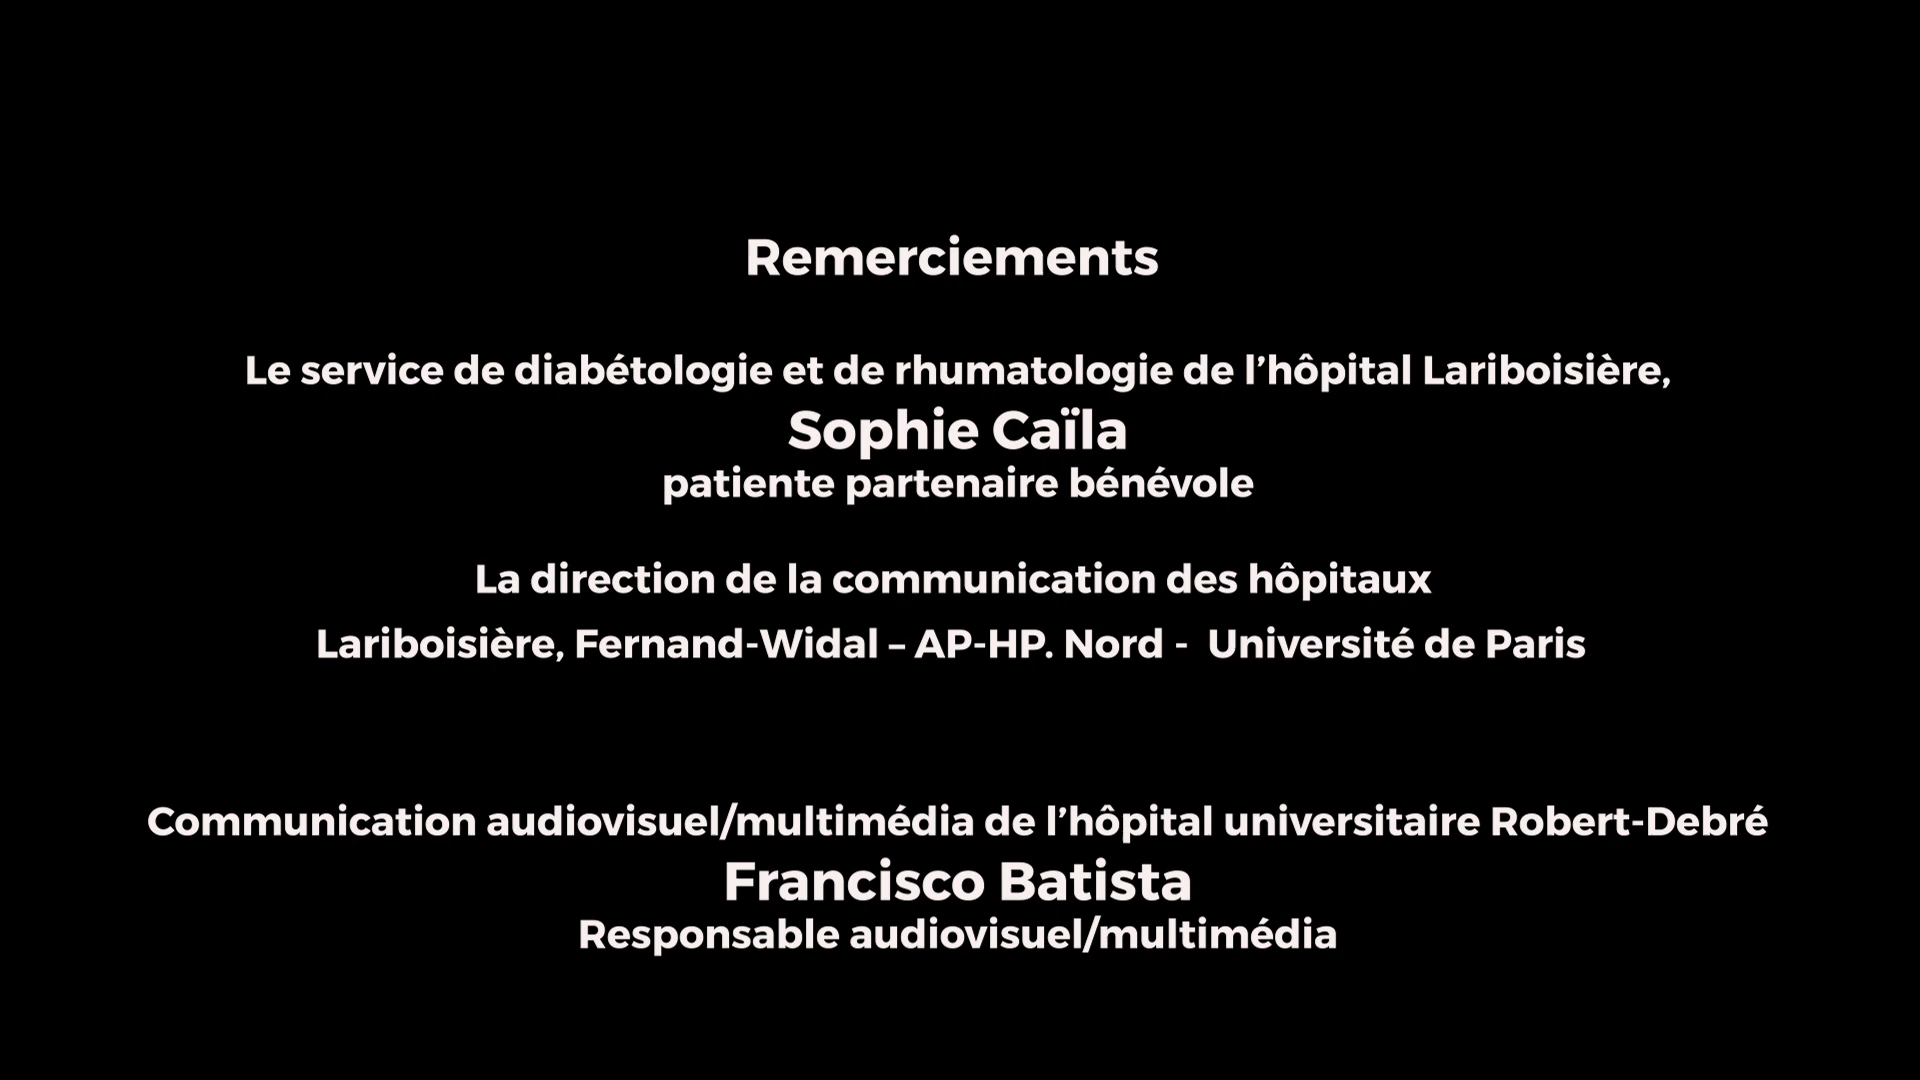 Remerciements
Le service de diabétologie et de rhumatologie de l’hôpital Lariboisière,
Sophie Caïla
patiente partenaire bénévole
La direction de la communication des hôpitaux
Lariboisière, Fernand-Widal – AP-HP. Nord -  Université de Paris
Communication audiovisuel/multimédia de l’hôpital universitaire Robert-Debré
Francisco Batista
Responsable audiovisuel/multimédia